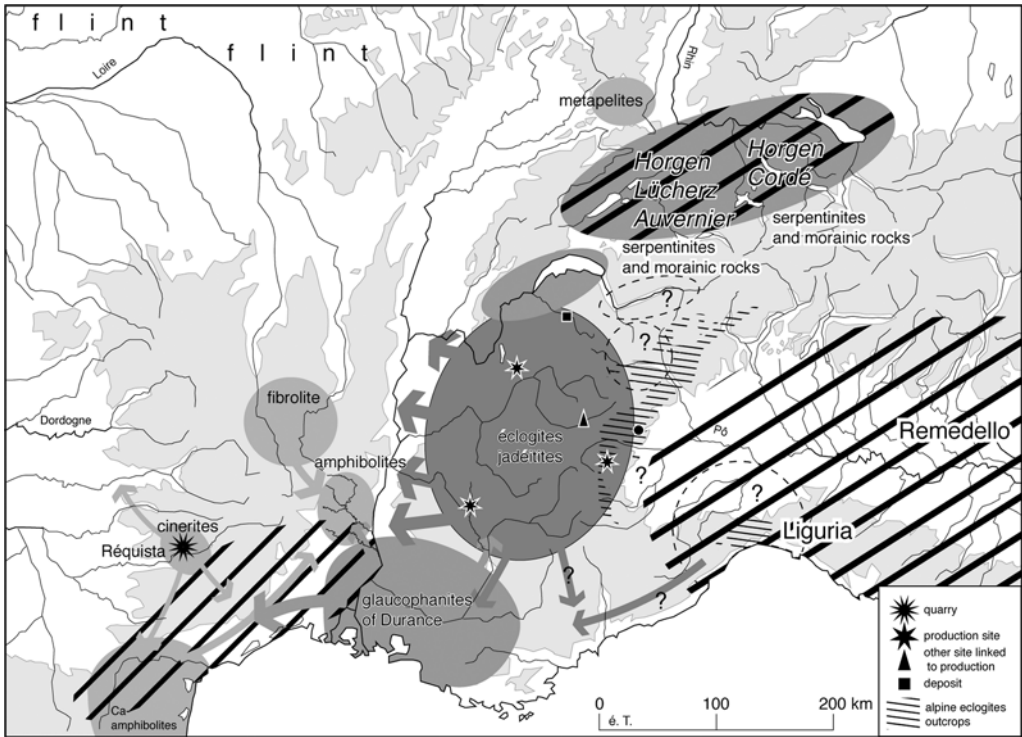 flint
flint
Loire
Rhin
metapelites
Horgen
Lücherz
Auvernier
Horgen
Cordé
serpentinites
and morainic rocks
serpentinites
and morainic rocks
?
?
fibrolite
Dordogne
amphibolites
éclogites
jadéitites
Pô
Remedello
?
?
cinerites
Réquista
Liguria
glaucophanites
of Durance
?
?
Ca
amphibolites
0 100 200 km
é. T.
quarry
production site
other site linked
to production
deposit
alpine eclogites
outcrops